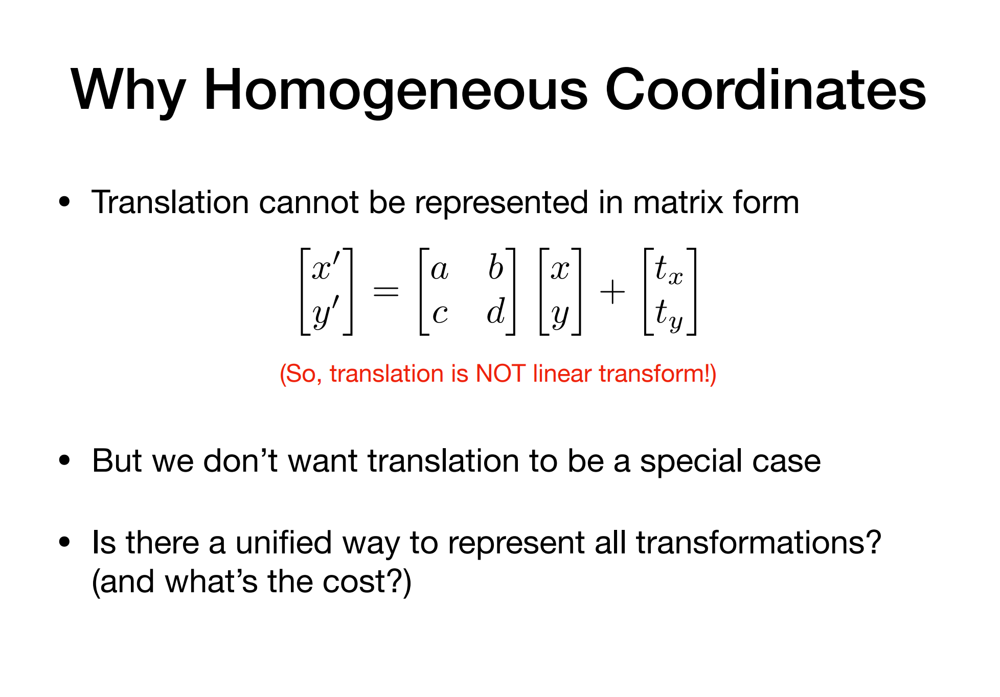 Why Homogeneous Coordinates
• Translation cannot be represented in matrix form
$$\begin{bmatrix} x' \\ y' \end{bmatrix} = \begin{bmatrix} a & b \\ c & d \end{bmatrix} \begin{bmatrix} x \\ y \end{bmatrix} + \begin{bmatrix} t_x \\ t_y \end{bmatrix}$$
(So, translation is NOT linear transform!)
• But we don’t want translation to be a special case
• Is there a unified way to represent all transformations?
(and what’s the cost?)